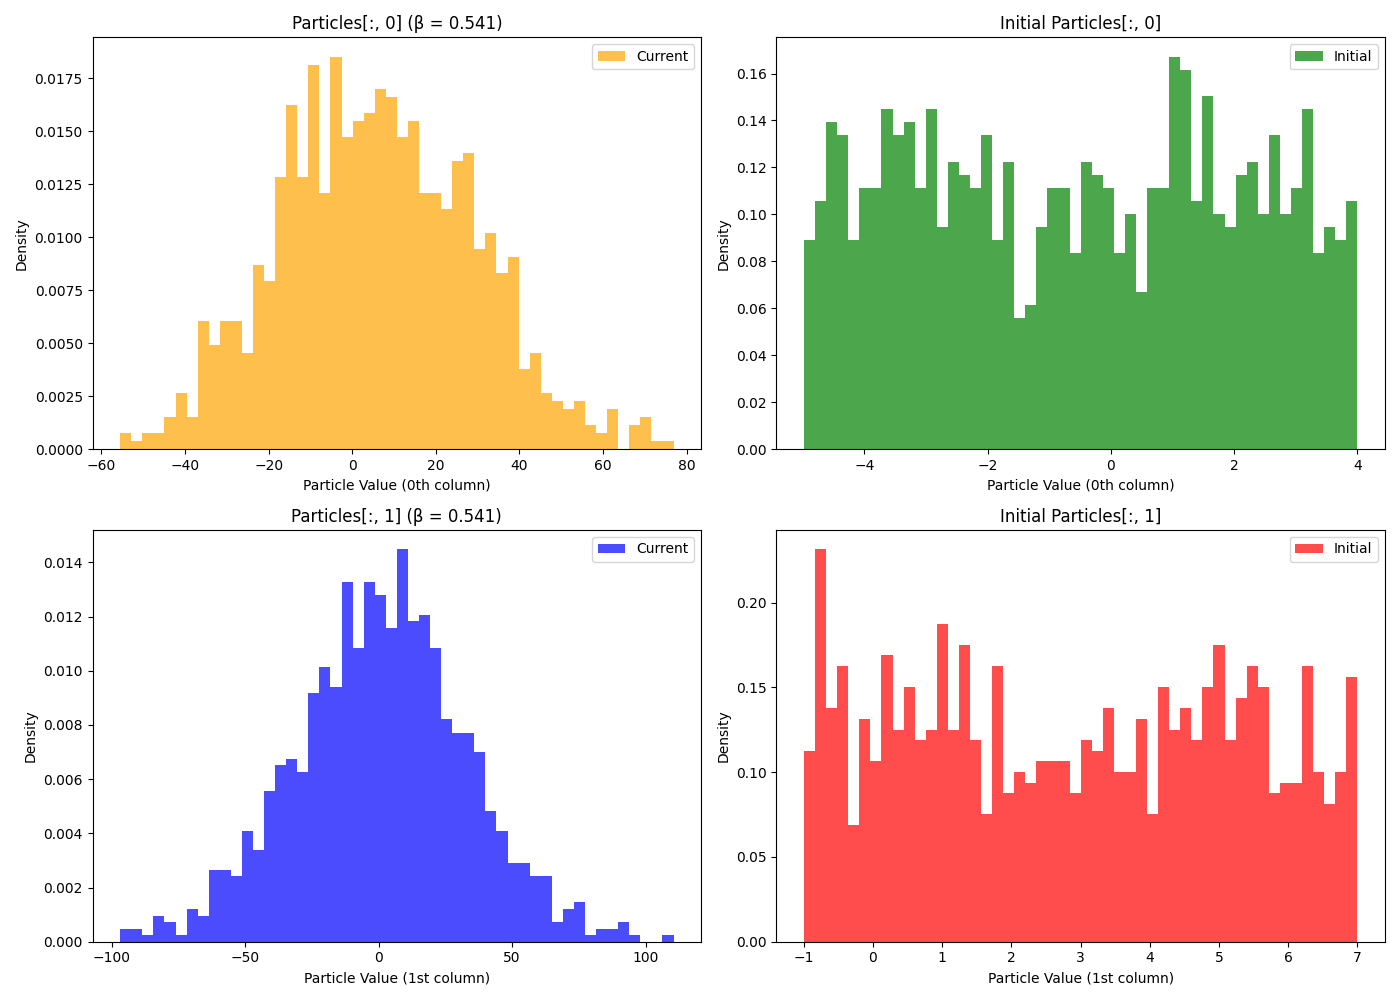 Particles[:, 0] (β = 0.541)
Current
0.0175
0.0150
0.0125
0.0100
0.0075
0.0050
0.0025
0.0000
Density
−60 −40 −20 0 20 40 60 80
Particle Value (0th column)
Initial Particles[:, 0]
Initial
0.16
0.14
0.12
0.10
0.08
0.06
0.04
0.02
0.00
Density
−4 −2 0 2 4
Particle Value (0th column)
Particles[:, 1] (β = 0.541)
Current
0.014
0.012
0.010
0.008
0.006
0.004
0.002
0.000
Density
−100 −50 0 50 100
Particle Value (1st column)
Initial Particles[:, 1]
Initial
0.20
0.15
0.10
0.05
0.00
Density
−1 0 1 2 3 4 5 6 7
Particle Value (1st column)